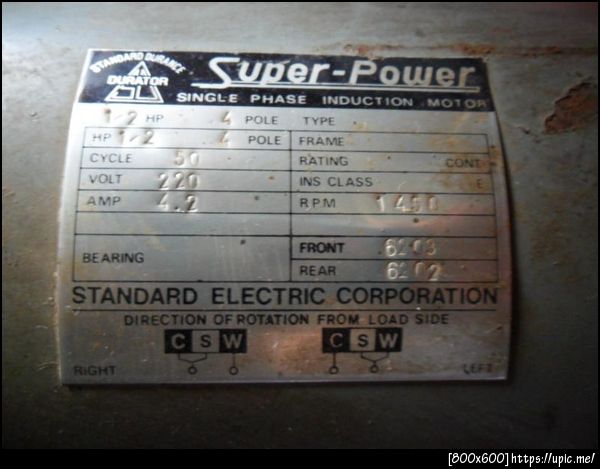 STANDARD DURANCE
DURATOR
Super-Power
SINGLE PHASE INDUCTION MOTOR
1/2 HP 4 POLE TYPE
HP 1/2 4 POLE FRAME
CYCLE 50 RATING CONT
VOLT 220 INS CLASS E
AMP 4.2 R.P.M 1450
BEARING FRONT 6203
REAR 6202
STANDARD ELECTRIC CORPORATION
DIRECTION OF ROTATION FROM LOAD SIDE
C S W C S W
RIGHT LEFT
[800x600]https://upic.me/